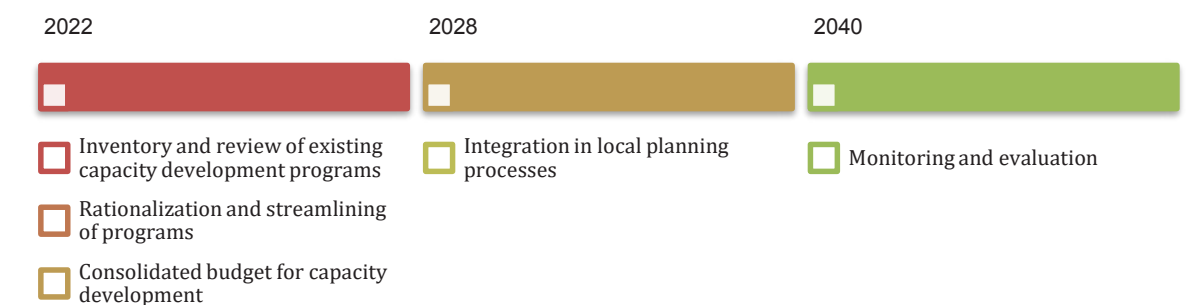 2022
2028
2040
Inventory and review of existing
capacity development programs
Rationalization and streamlining
of programs
Consolidated budget for capacity
development
Integration in local planning
processes
Monitoring and evaluation